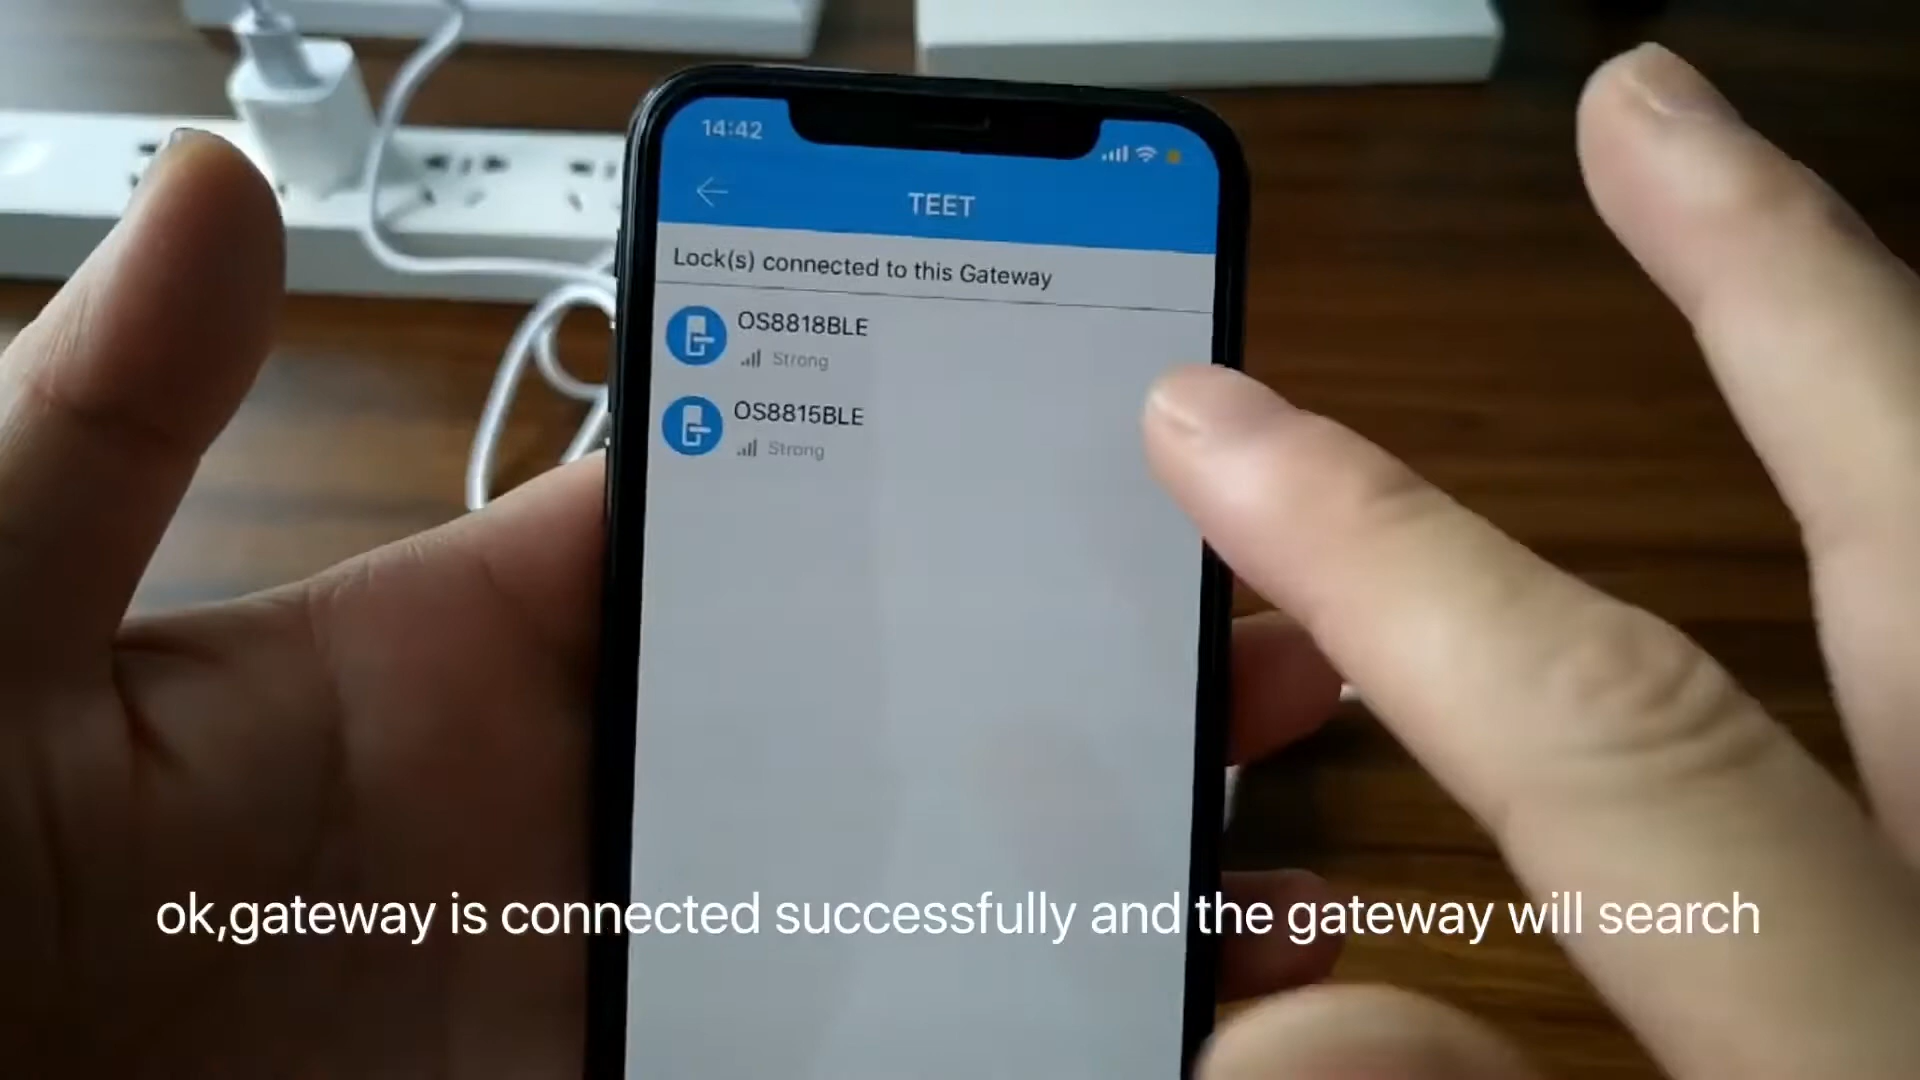 14:42
TEET
Lock(s) connected to this Gateway
OS8818BLE
Strong
OS8815BLE
Strong
ok,gateway is connected successfully and the gateway will search